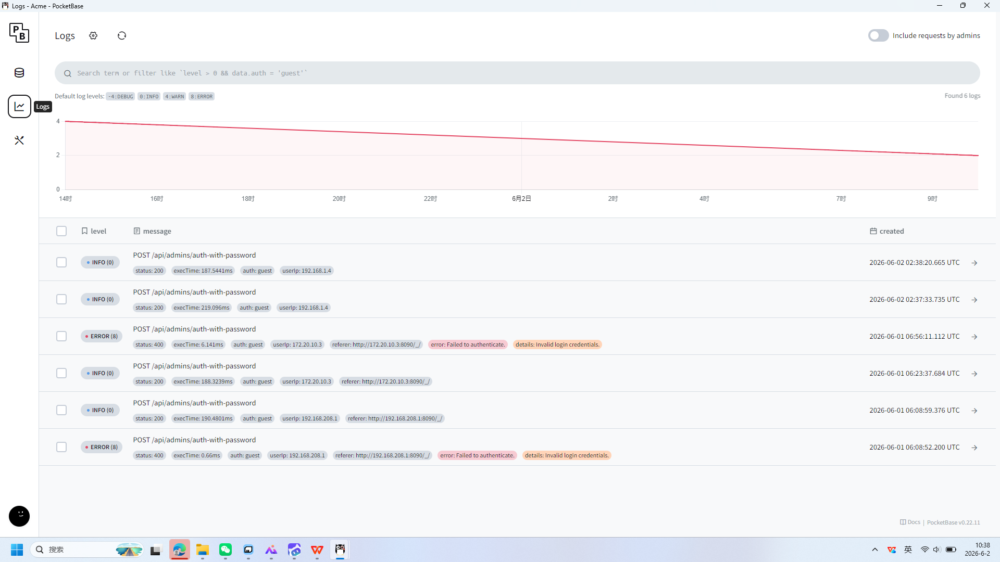 Logs - Acme - PocketBase
P
B
Logs
Include requests by admins
Search term or filter like `level > 0 && data.auth = 'guest'`
Default log levels: -4:DEBUG 0:INFO 4:WARN 8:ERROR
Found 6 logs
Logs
4
2
0
14时 16时 18时 20时 22时 6月2日 2时 4时 7时 9时
level message created
POST /api/admins/auth-with-password
INFO (0)
2026-06-02 02:38:20.665 UTC
status: 200 execTime: 187.5441ms auth: guest userIp: 192.168.1.4
POST /api/admins/auth-with-password
INFO (0)
2026-06-02 02:37:33.735 UTC
status: 200 execTime: 219.096ms auth: guest userIp: 192.168.1.4
POST /api/admins/auth-with-password
ERROR (8)
2026-06-01 06:56:11.112 UTC
status: 400 execTime: 6.141ms auth: guest userIp: 172.20.10.3 referer: http://172.20.10.3:8090/_/ error: Failed to authenticate. details: Invalid login credentials.
POST /api/admins/auth-with-password
INFO (0)
2026-06-01 06:23:37.684 UTC
status: 200 execTime: 188.3239ms auth: guest userIp: 172.20.10.3 referer: http://172.20.10.3:8090/_/
POST /api/admins/auth-with-password
INFO (0)
2026-06-01 06:08:59.376 UTC
status: 200 execTime: 190.4801ms auth: guest userIp: 192.168.208.1 referer: http://192.168.208.1:8090/_/
POST /api/admins/auth-with-password
ERROR (8)
2026-06-01 06:08:52.200 UTC
status: 400 execTime: 0.66ms auth: guest userIp: 192.168.208.1 referer: http://192.168.208.1:8090/_/ error: Failed to authenticate. details: Invalid login credentials.
Docs | PocketBase v0.22.11
搜索
英
10:38
2026-6-2